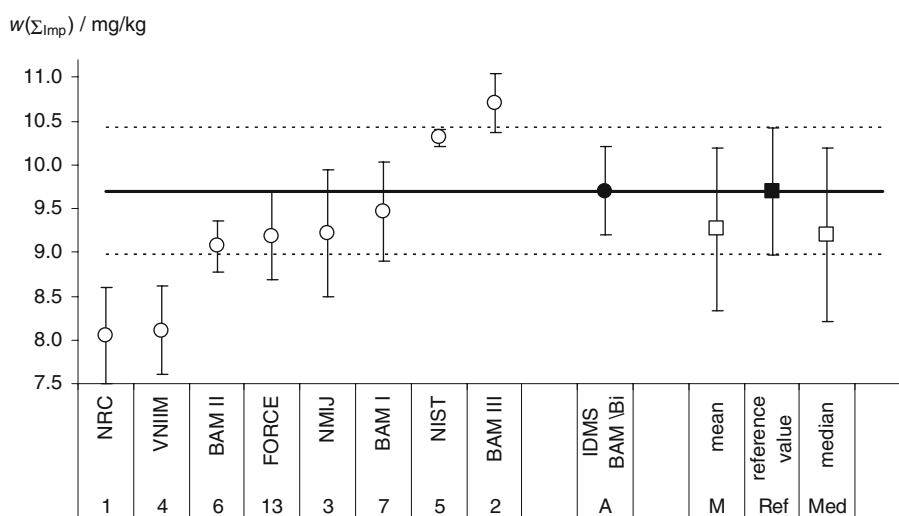 w(ΣImp) / mg/kg
11.0
10.5
10.0
9.5
9.0
8.5
8.0
7.5
NRC
VNIIM
BAM II
FORCE
NMIJ
BAM I
NIST
BAM III
IDMS
BAM \Bi
mean
reference
value
median
1 4 6 13 3 7 5 2 A M Ref Med